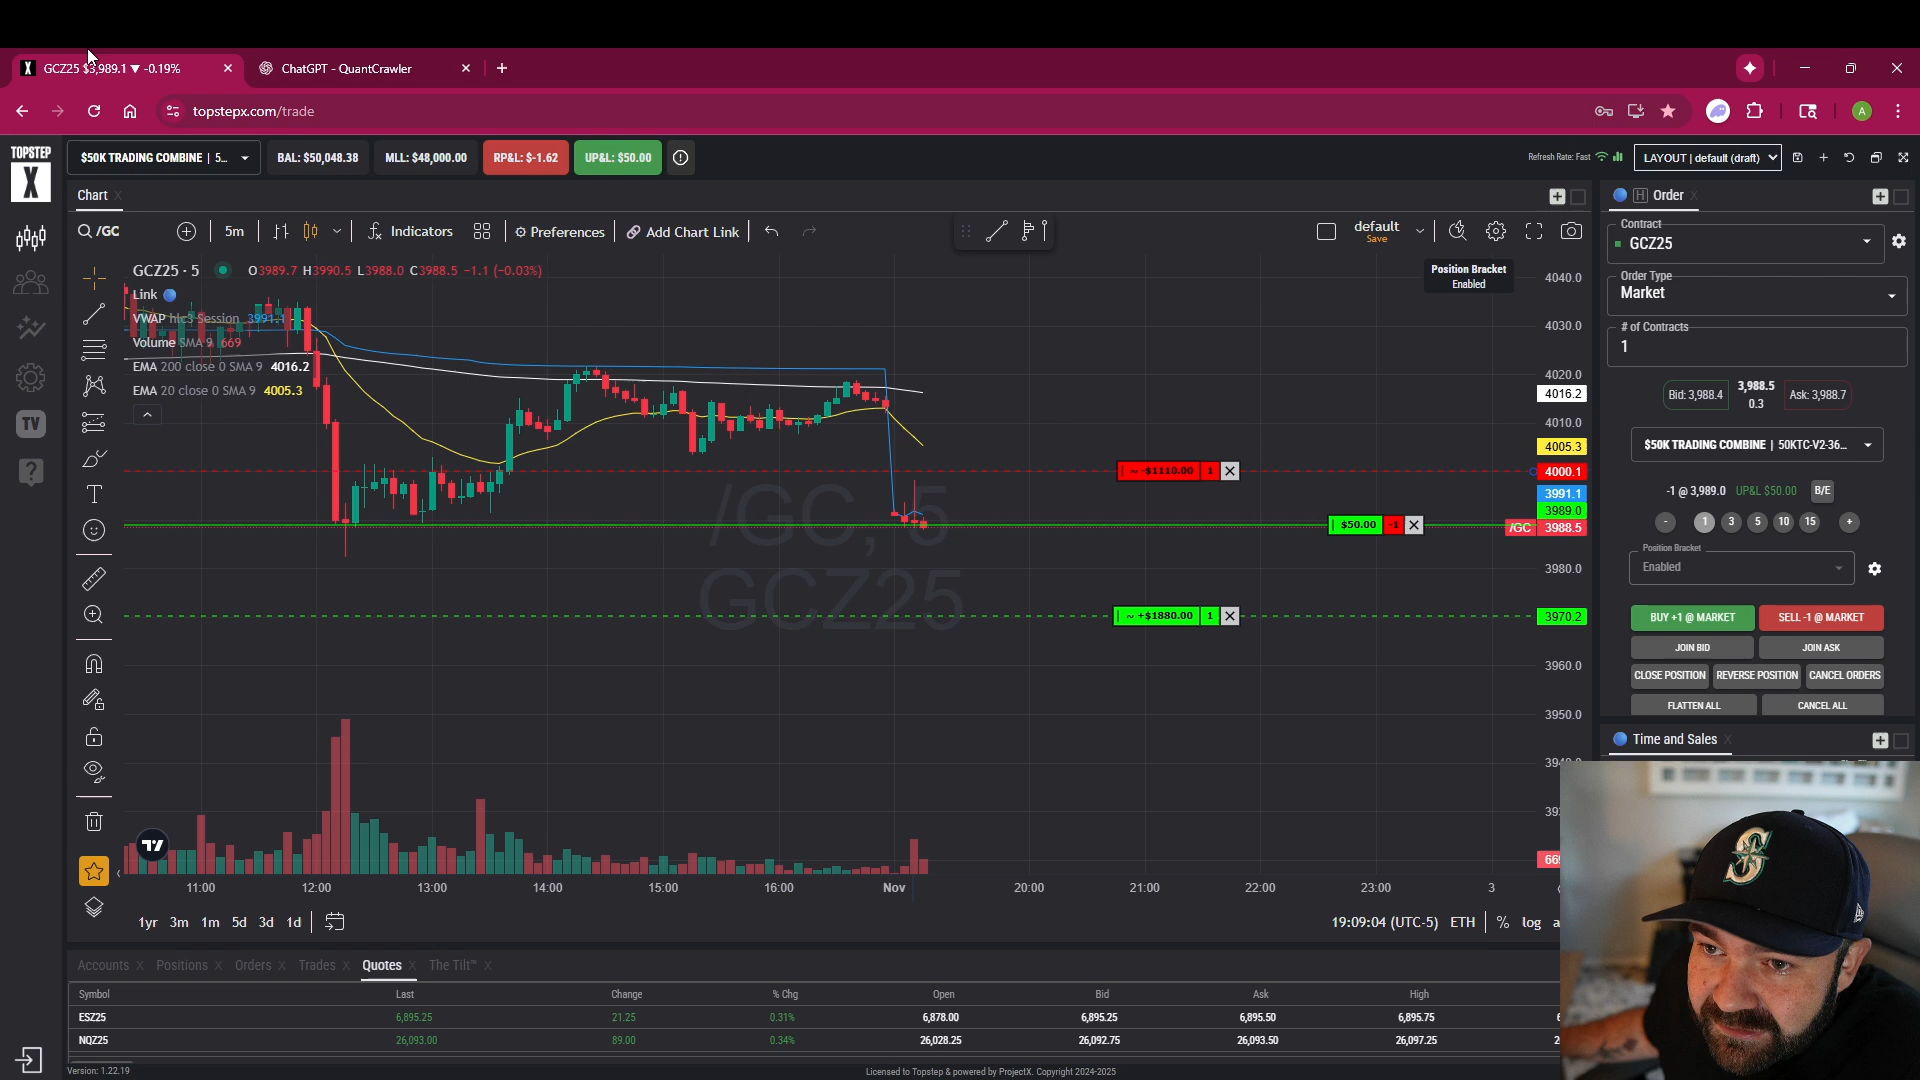 GCZ25 $3,989.1 ▼ -0.19%
ChatGPT - QuantCrawler
topstepx.com/trade
TOPSTEP X
$50K TRADING COMBINE | 5...
BAL: $50,048.38
MLL: $48,000.00
RP&L: $-1.62
UP&L: $50.00
Refresh Rate: Fast
LAYOUT | default (draft)
Chart
/GC
5m
Indicators
Preferences
Add Chart Link
default
Save
GCZ25 · 5
O3989.7 H3990.5 L3988.0 C3988.5 -1.1 (-0.03%)
Link
VWAP hlc3 Session 3991.1
Volume SMA 9 669
EMA 200 close 0 SMA 9 4016.2
EMA 20 close 0 SMA 9 4005.3
Position Bracket
Enabled
/GC, 5
GCZ25
~ -$1110.00 1
$50.00 -1
~ +$1880.00 1
4040.0
4030.0
4020.0
4016.2
4010.0
4005.3
4000.1
3991.1
3989.0
/GC 3988.5
3980.0
3970.2
3960.0
3950.0
11:00
12:00
13:00
14:00
15:00
16:00
Nov
20:00
21:00
22:00
23:00
3
1yr
3m
1m
5d
3d
1d
19:09:04 (UTC-5)
ETH
%
log
TV
Order
Contract
GCZ25
Order Type
Market
# of Contracts
1
Bid: 3,988.4
3,988.5
0.3
Ask: 3,988.7
$50K TRADING COMBINE | 50KTC-V2-36...
-1 @ 3,989.0 UP&L $50.00 B/E
- 1 3 5 10 15 +
Position Bracket
Enabled
BUY +1 @ MARKET
SELL -1 @ MARKET
JOIN BID
JOIN ASK
CLOSE POSITION
REVERSE POSITION
CANCEL ORDERS
FLATTEN ALL
CANCEL ALL
Time and Sales
Accounts
Positions
Orders
Trades
Quotes
The Tilt™
Symbol Last Change % Chg Open Bid Ask High
ESZ25 6,895.25 21.25 0.31% 6,878.00 6,895.25 6,895.50 6,895.75
NQZ25 26,093.00 89.00 0.34% 26,028.25 26,092.75 26,093.50 26,097.25
Version: 1.22.19
Licensed to Topstep & powered by ProjectX. Copyright 2024-2025